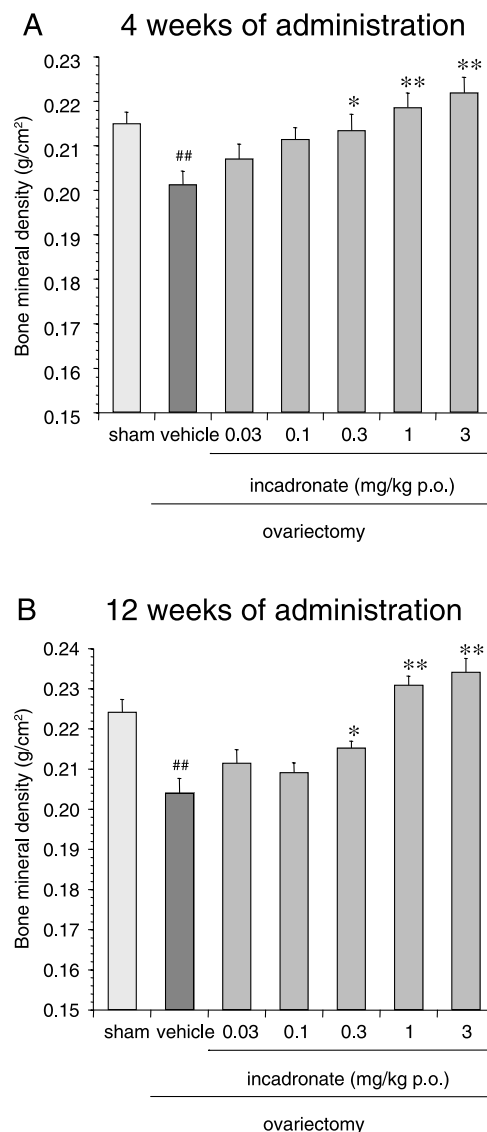 A 4 weeks of administration
Bone mineral density (g/cm²)
0.23
0.22
0.21
0.20
0.19
0.18
0.17
0.16
0.15
** **
*
##
sham vehicle 0.03 0.1 0.3 1 3
incadronate (mg/kg p.o.)
ovariectomy
B 12 weeks of administration
Bone mineral density (g/cm²)
0.24
0.23
0.22
0.21
0.20
0.19
0.18
0.17
0.16
0.15
** **
*
##
sham vehicle 0.03 0.1 0.3 1 3
incadronate (mg/kg p.o.)
ovariectomy